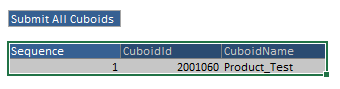 Submit All Cuboids
Sequence CuboidId CuboidName
1 2001060 Product_Test